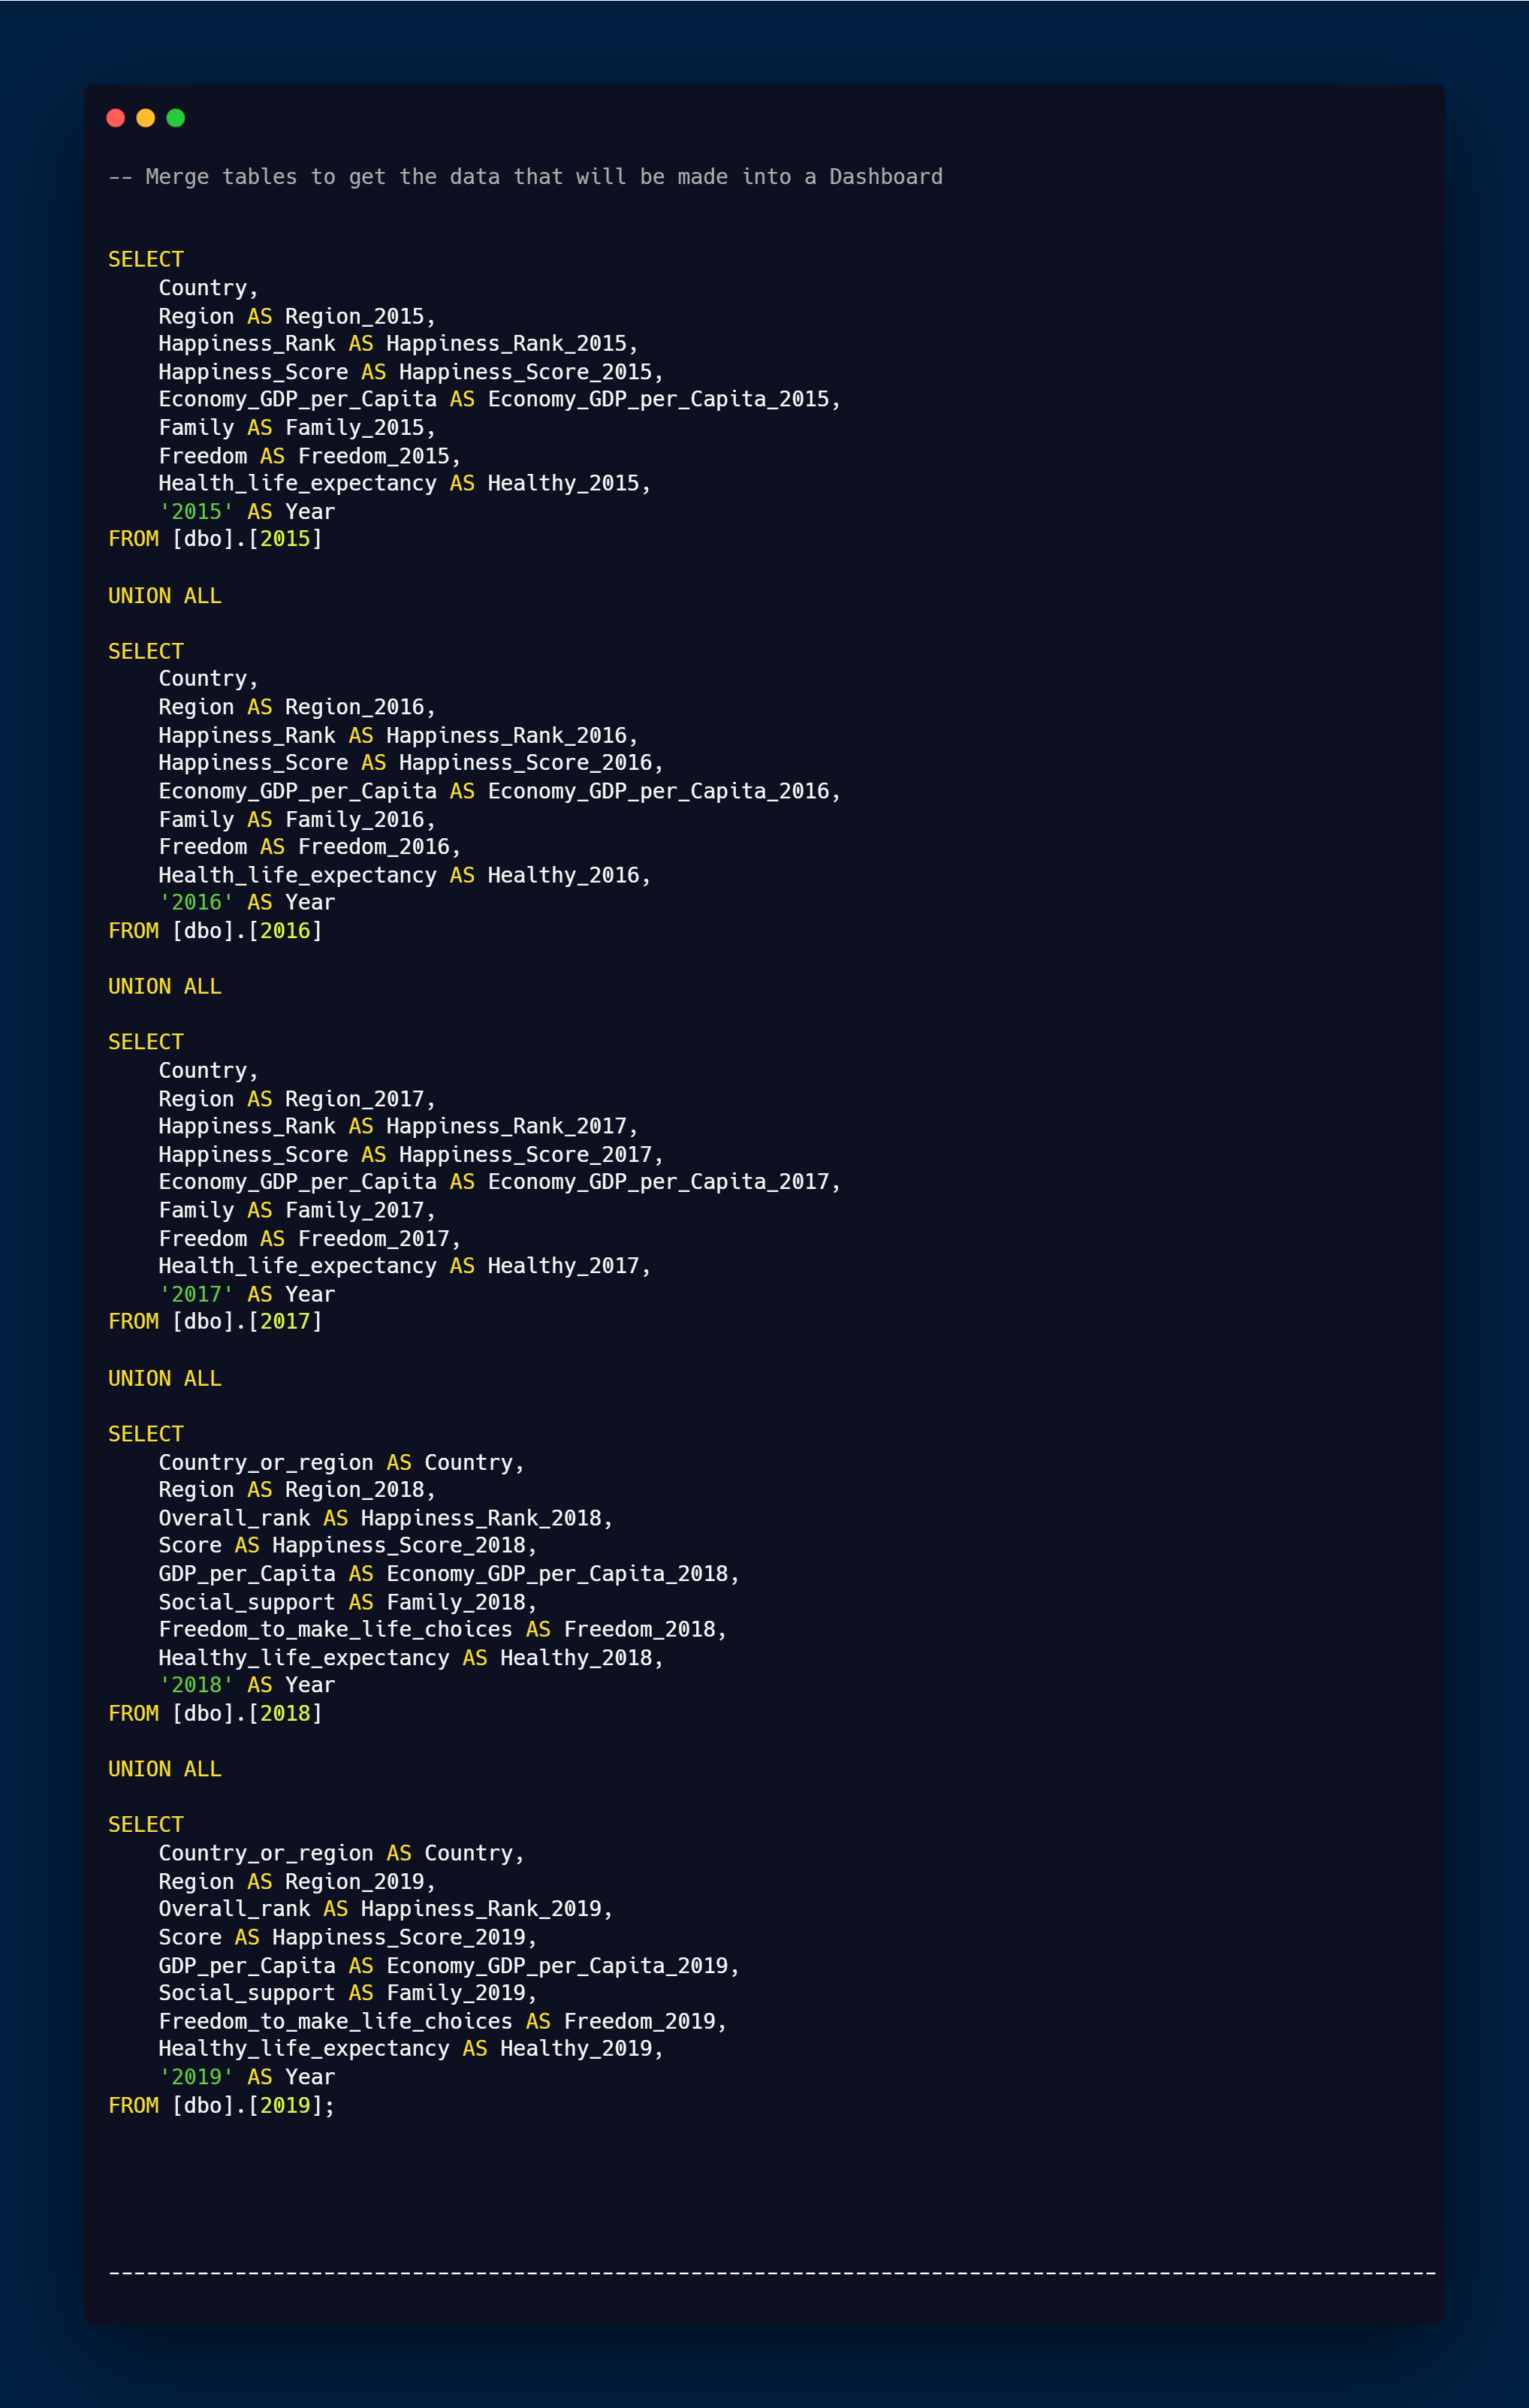 -- Merge tables to get the data that will be made into a Dashboard
SELECT
Country,
Region AS Region_2015,
Happiness_Rank AS Happiness_Rank_2015,
Happiness_Score AS Happiness_Score_2015,
Economy_GDP_per_Capita AS Economy_GDP_per_Capita_2015,
Family AS Family_2015,
Freedom AS Freedom_2015,
Health_life_expectancy AS Healthy_2015,
'2015' AS Year
FROM [dbo].[2015]
UNION ALL
SELECT
Country,
Region AS Region_2016,
Happiness_Rank AS Happiness_Rank_2016,
Happiness_Score AS Happiness_Score_2016,
Economy_GDP_per_Capita AS Economy_GDP_per_Capita_2016,
Family AS Family_2016,
Freedom AS Freedom_2016,
Health_life_expectancy AS Healthy_2016,
'2016' AS Year
FROM [dbo].[2016]
UNION ALL
SELECT
Country,
Region AS Region_2017,
Happiness_Rank AS Happiness_Rank_2017,
Happiness_Score AS Happiness_Score_2017,
Economy_GDP_per_Capita AS Economy_GDP_per_Capita_2017,
Family AS Family_2017,
Freedom AS Freedom_2017,
Health_life_expectancy AS Healthy_2017,
'2017' AS Year
FROM [dbo].[2017]
UNION ALL
SELECT
Country_or_region AS Country,
Region AS Region_2018,
Overall_rank AS Happiness_Rank_2018,
Score AS Happiness_Score_2018,
GDP_per_Capita AS Economy_GDP_per_Capita_2018,
Social_support AS Family_2018,
Freedom_to_make_life_choices AS Freedom_2018,
Healthy_life_expectancy AS Healthy_2018,
'2018' AS Year
FROM [dbo].[2018]
UNION ALL
SELECT
Country_or_region AS Country,
Region AS Region_2019,
Overall_rank AS Happiness_Rank_2019,
Score AS Happiness_Score_2019,
GDP_per_Capita AS Economy_GDP_per_Capita_2019,
Social_support AS Family_2019,
Freedom_to_make_life_choices AS Freedom_2019,
Healthy_life_expectancy AS Healthy_2019,
'2019' AS Year
FROM [dbo].[2019];
---------------------------------------------------------------------------------------------------------